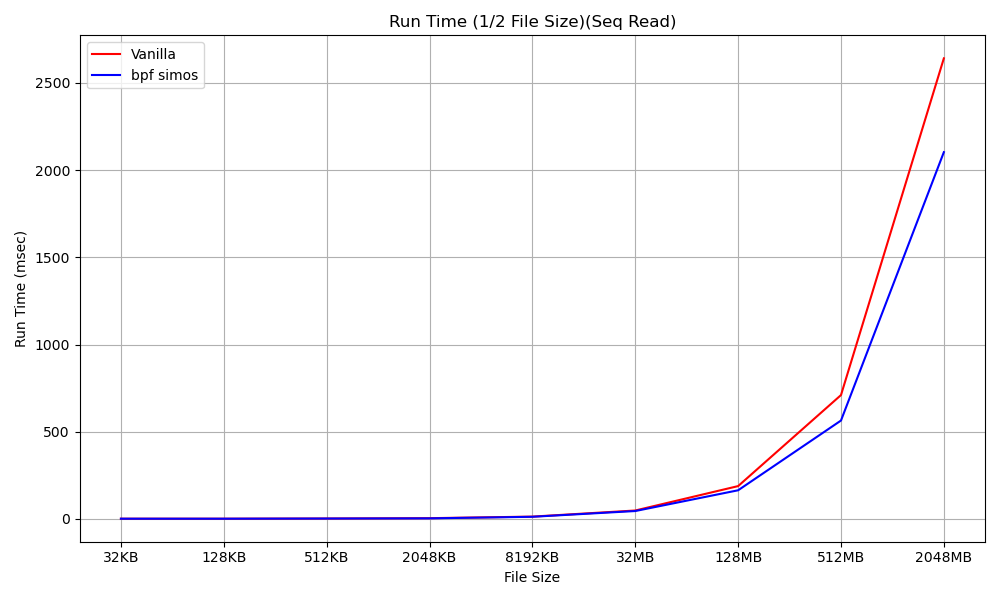 Run Time (1/2 File Size)(Seq Read)
Vanilla
bpf simos
Run Time (msec)
2500
2000
1500
1000
500
0
32KB 128KB 512KB 2048KB 8192KB 32MB 128MB 512MB 2048MB
File Size